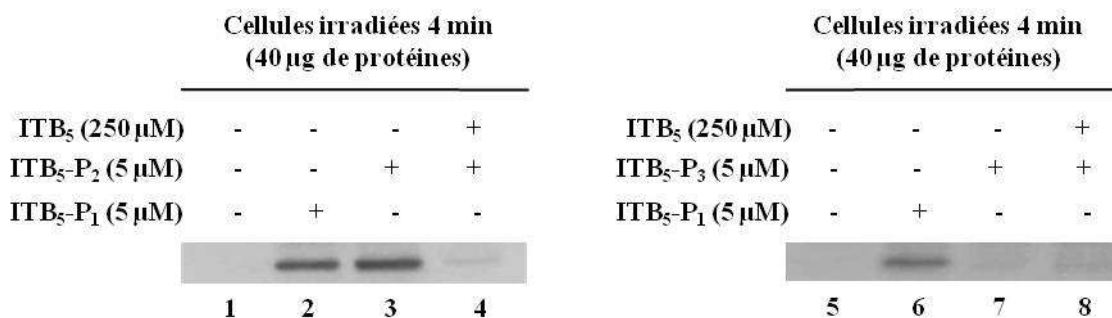 Cellules irradiées 4 min
(40 µg de protéines)
ITB5 (250 µM) - - - +
ITB5-P2 (5 µM) - - + +
ITB5-P1 (5 µM) - + - -
1 2 3 4
Cellules irradiées 4 min
(40 µg de protéines)
ITB5 (250 µM) - - - +
ITB5-P3 (5 µM) - - + +
ITB5-P1 (5 µM) - + - -
5 6 7 8